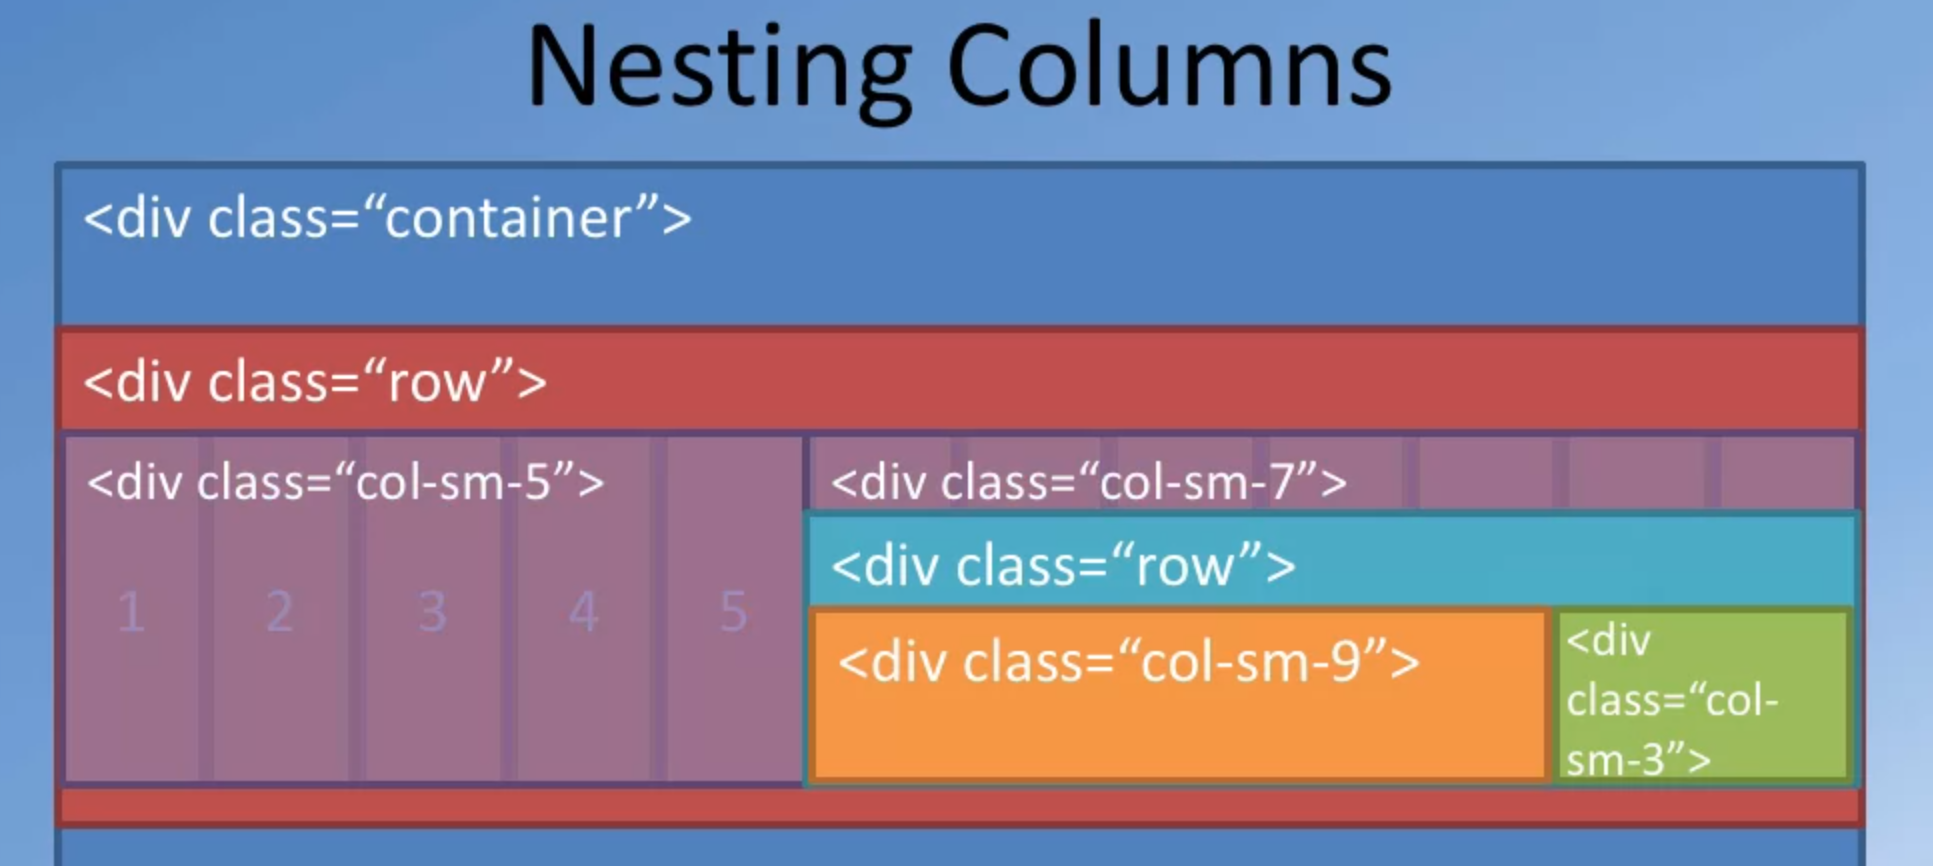 Nesting Columns
<div class=“container”>
<div class=“row”>
<div class=“col-sm-5”>
<div class=“col-sm-7”>
<div class=“row”>
1 2 3 4 5
<div class=“col-sm-9”>
<div
class=“col-
sm-3”>